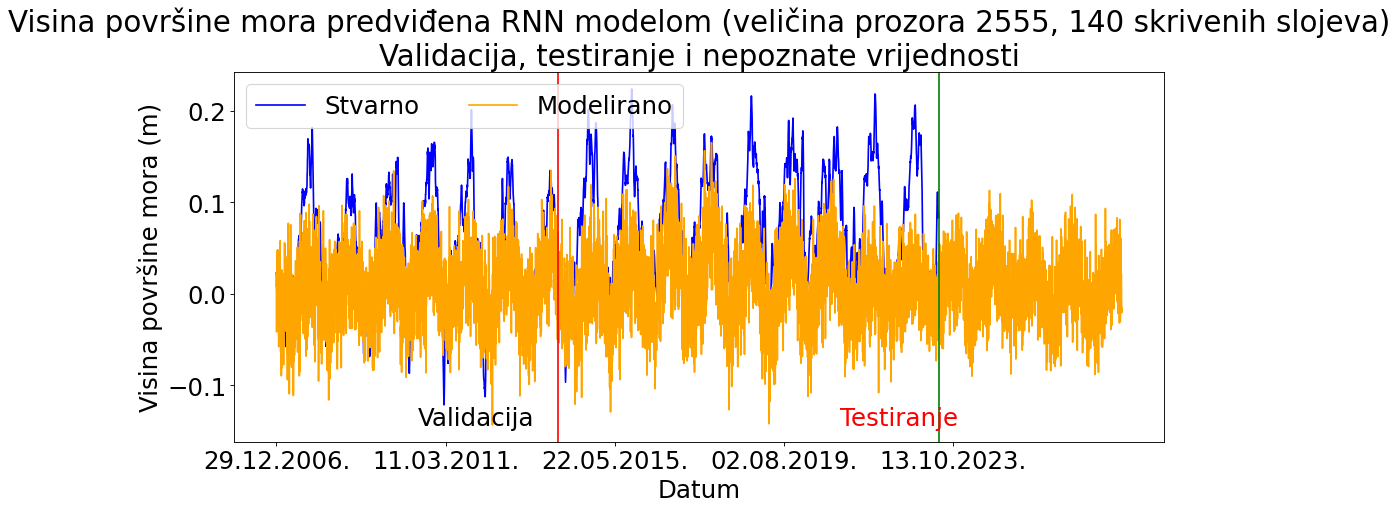 Visina površine mora predviđena RNN modelom (veličina prozora 2555, 140 skrivenih slojeva)
Validacija, testiranje i nepoznate vrijednosti
Stvarno
Modelirano
Visina površine mora (m)
0.2
0.1
0.0
−0.1
Validacija
Testiranje
29.12.2006.
11.03.2011.
22.05.2015.
02.08.2019.
13.10.2023.
Datum